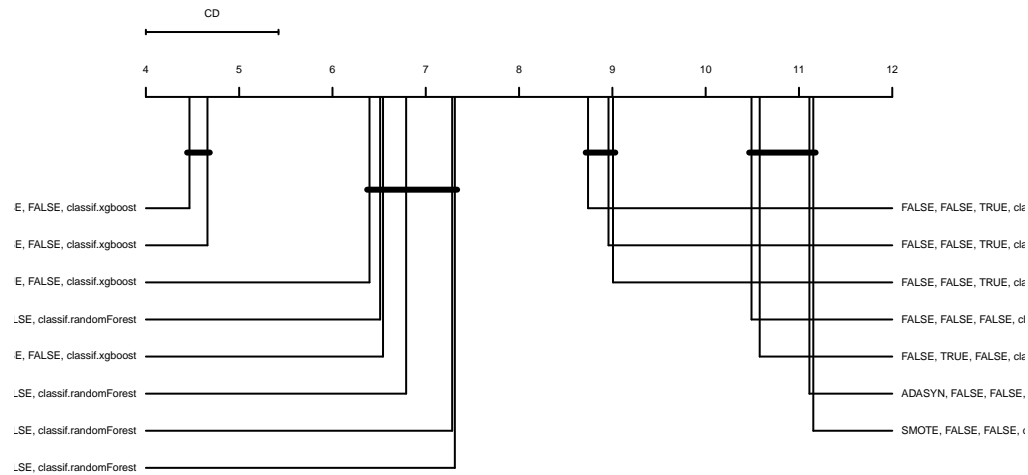 CD
4 5 6 7 8 9 10 11 12
E, FALSE, classif.xgboost
E, FALSE, classif.xgboost
E, FALSE, classif.xgboost
LSE, classif.randomForest
E, FALSE, classif.xgboost
LSE, classif.randomForest
LSE, classif.randomForest
LSE, classif.randomForest
FALSE, FALSE, TRUE, cla
FALSE, FALSE, TRUE, cla
FALSE, FALSE, TRUE, cla
FALSE, FALSE, FALSE, cl
FALSE, TRUE, FALSE, cla
ADASYN, FALSE, FALSE,
SMOTE, FALSE, FALSE, c